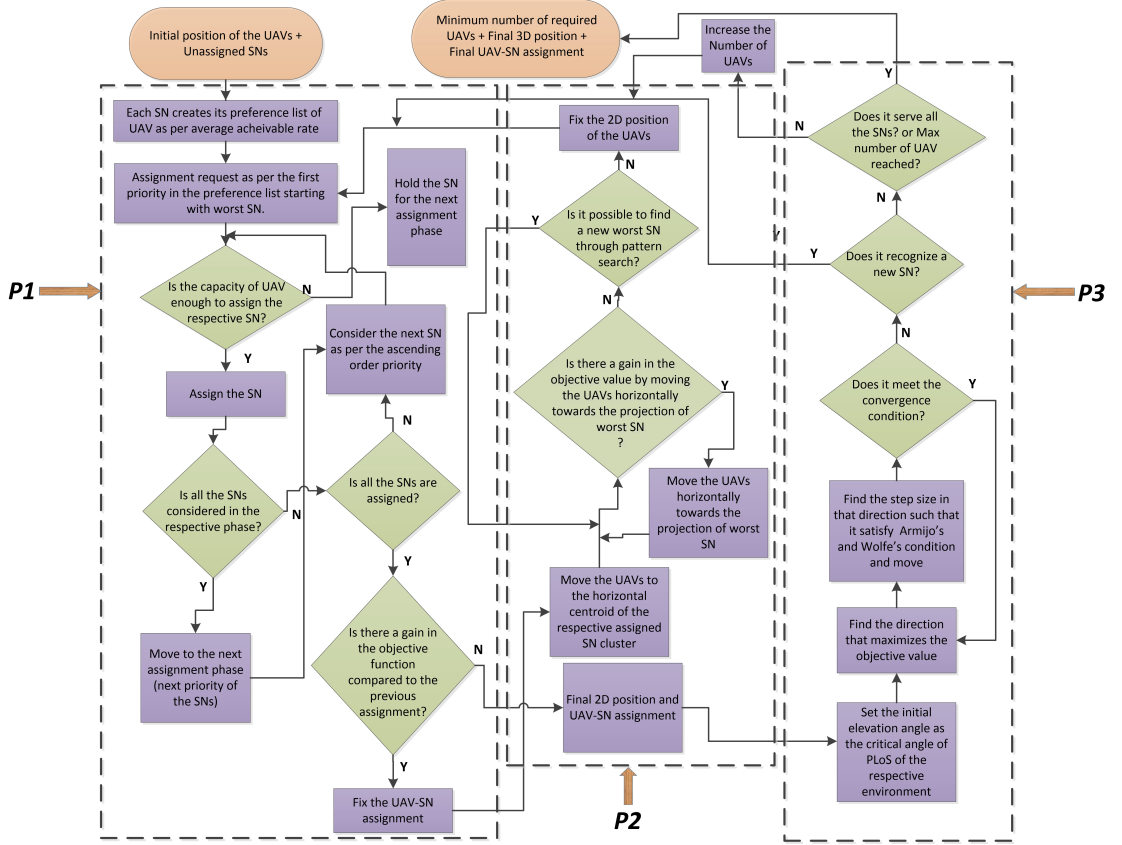 Initial position of the UAVs +
Unassigned SNs
Minimum number of required
UAVs + Final 3D position +
Final UAV-SN assignment
Increase the
Number of
UAVs
P1
Each SN creates its preference list of
UAV as per average acheivable rate
Assignment request as per the first
priority in the preference list starting
with worst SN.
Hold the SN
for the next
assignment
phase
Is the capacity of UAV
enough to assign the
respective SN?
N
Y
Consider the next SN
as per the ascending
order priority
Assign the SN
N
Is all the SNs
considered in the
respective phase?
N
Y
Is all the SNs are
assigned?
Y
Move to the next
assignment phase
(next priority of
the SNs)
Is there a gain in
the objective
function
compared to the
previous
assignment?
N
Y
Fix the UAV-SN
assignment
Fix the 2D position
of the UAVs
N
Is it possible to find
a new worst SN
through pattern
search?
Y
N
Is there a gain in the
objective value by moving
the UAVs horizontally
towards the projection of
worst SN
?
Y
Move the UAVs
horizontally
towards the
projection of worst
SN
Move the UAVs to
the horizontal
centroid of the
respective assigned
SN cluster
Final 2D position and
UAV-SN assignment
P2
Y
Y
Does it serve all
the SNs? or Max
number of UAV
reached?
N
N
Does it recognize a
new SN?
Y
N
P3
Does it meet the
convergence
condition?
Y
Find the step size in
that direction such that
it satisfy  Armijo's
and Wolfe's condition
and move
Find the direction
that maximizes the
objective value
Set the initial
elevation angle as
the critical angle of
PLoS of the
respective
environment